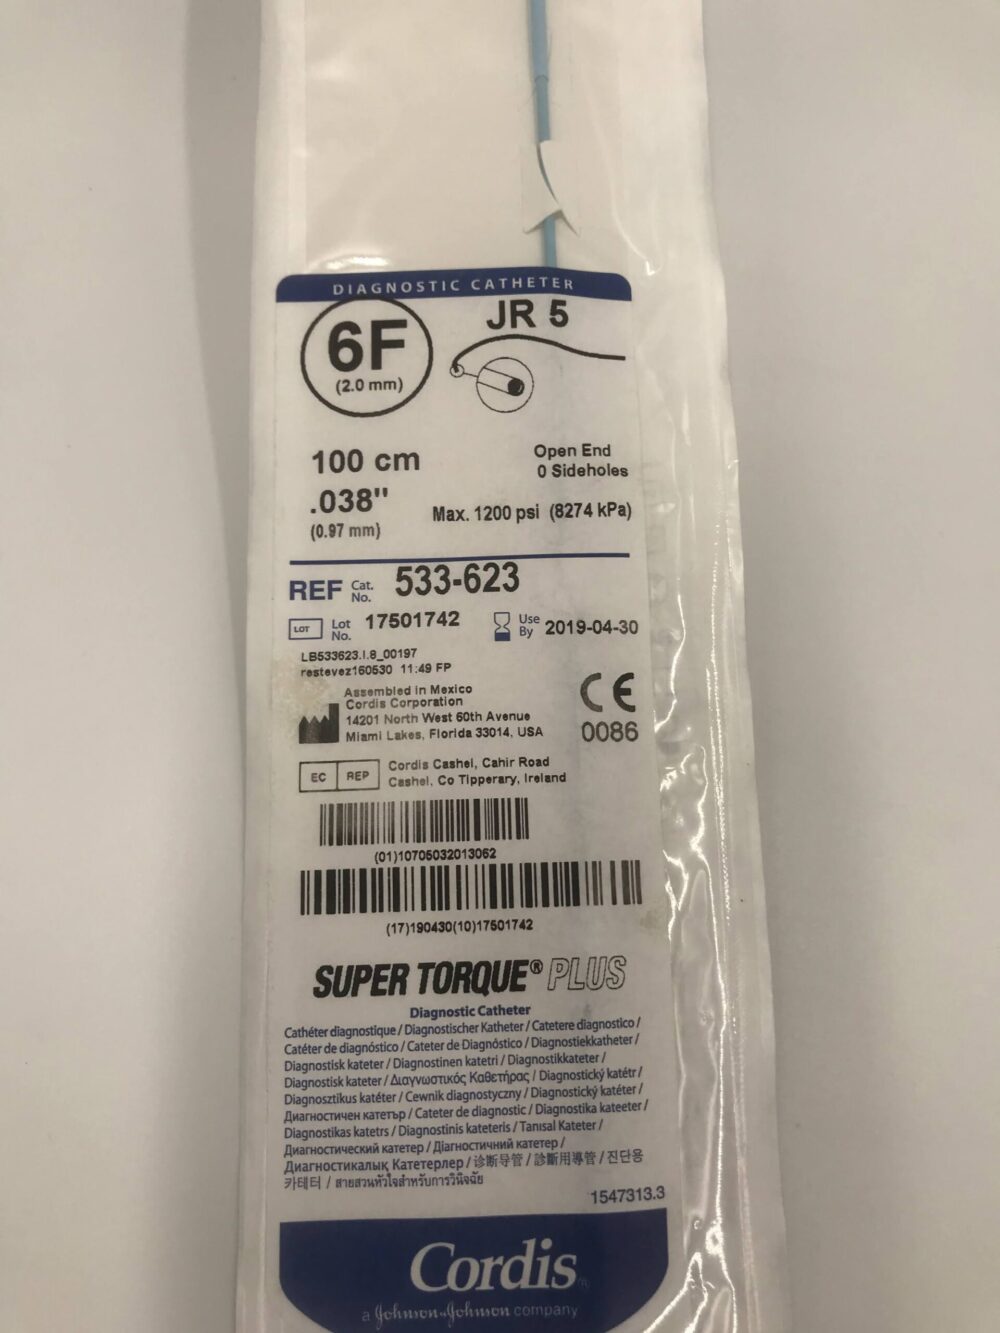 DIAGNOSTIC CATHETER
6F
(2.0 mm)
JR 5
100 cm
.038"
(0.97 mm)
Open End
0 Sideholes
Max. 1200 psi (8274 kPa)
REF Cat. No. 533-623
LOT Lot No. 17501742
Use By 2019-04-30
LB533623.I.8_00197
restevez160530 11:49 FP
Assembled in Mexico
Cordis Corporation
14201 North West 60th Avenue
Miami Lakes, Florida 33014, USA
CE
0086
EC REP
Cordis Cashel, Cahir Road
Cashel, Co Tipperary, Ireland
(01)10705032013062
(17)190430(10)17501742
SUPER TORQUE® PLUS
Diagnostic Catheter
Cathéter diagnostique / Diagnostischer Katheter / Catetere diagnostico /
Catéter de diagnóstico / Cateter de Diagnóstico / Diagnostiekkatheter /
Diagnostisk kateter / Diagnostinen katetri / Diagnostikkateter /
Diagnostisk kateter / Διαγνωστικός Καθετήρας / Diagnostický katétr /
Diagnosztikus katéter / Cewnik diagnostyczny / Diagnostický katéter /
Диагностичен катетър / Cateter de diagnostic / Diagnostika kateeter /
Diagnostikas katetrs / Diagnostinis kateteris / Tanısal Kateter /
Диагностический катетер / Діагностичний катетер /
Диагностикалық Катетерлер / 诊断导管 / 診斷用導管 / 진단용
카테터 / สายสวนหัวใจสำหรับการวินิจฉัย
1547313.3
Cordis
a Johnson & Johnson company